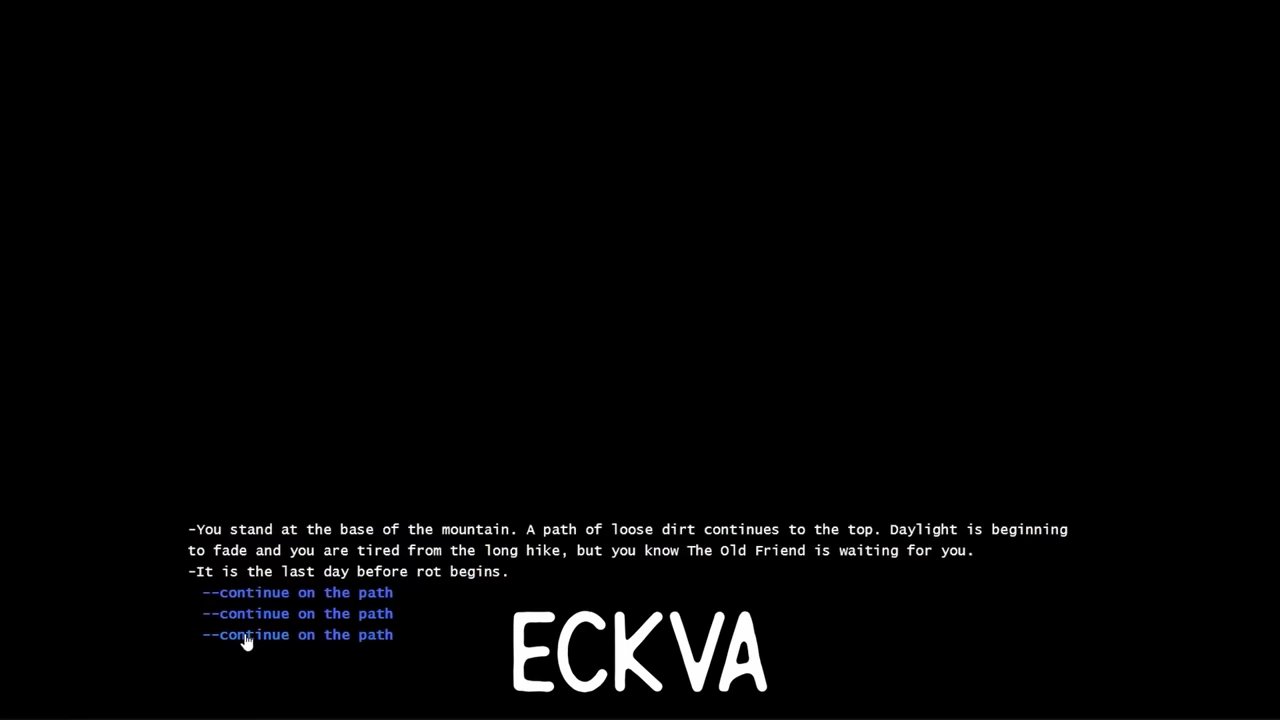 -You stand at the base of the mountain. A path of loose dirt continues to the top. Daylight is beginning
to fade and you are tired from the long hike, but you know The Old Friend is waiting for you.
-It is the last day before rot begins.
--continue on the path
--continue on the path
--continue on the path
ECKVA